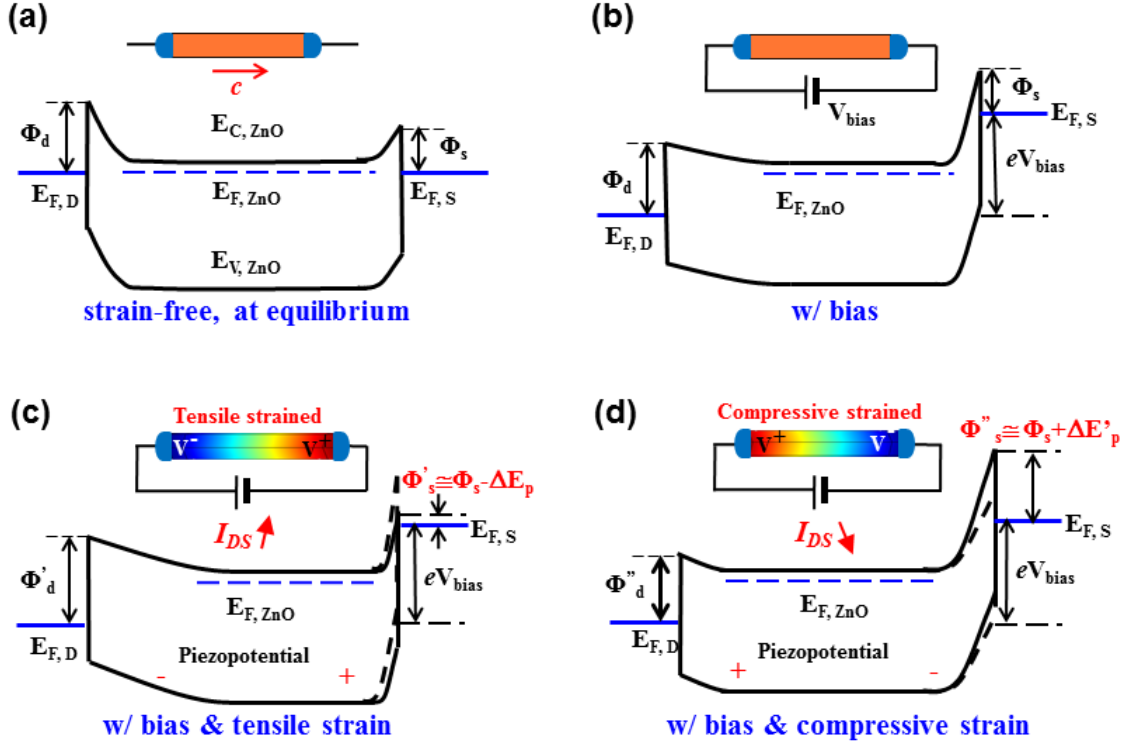 (a)
c
Φd
EC, ZnO
Φs
EF, D
EF, ZnO
EF, S
EV, ZnO
strain-free, at equilibrium
(b)
Vbias
Φs
EF, S
eVbias
Φd
EF, ZnO
EF, D
w/ bias
(c)
Tensile strained
V- V+
Φ's≅Φs-ΔEp
IDS
EF, S
Φ'd
eVbias
EF, ZnO
EF, D
Piezopotential
- +
w/ bias & tensile strain
(d)
Compressive strained
V+ V-
Φ"s≅Φs+ΔE'p
IDS
EF, S
Φ"d
eVbias
EF, ZnO
EF, D
Piezopotential
+ -
w/ bias & compressive strain